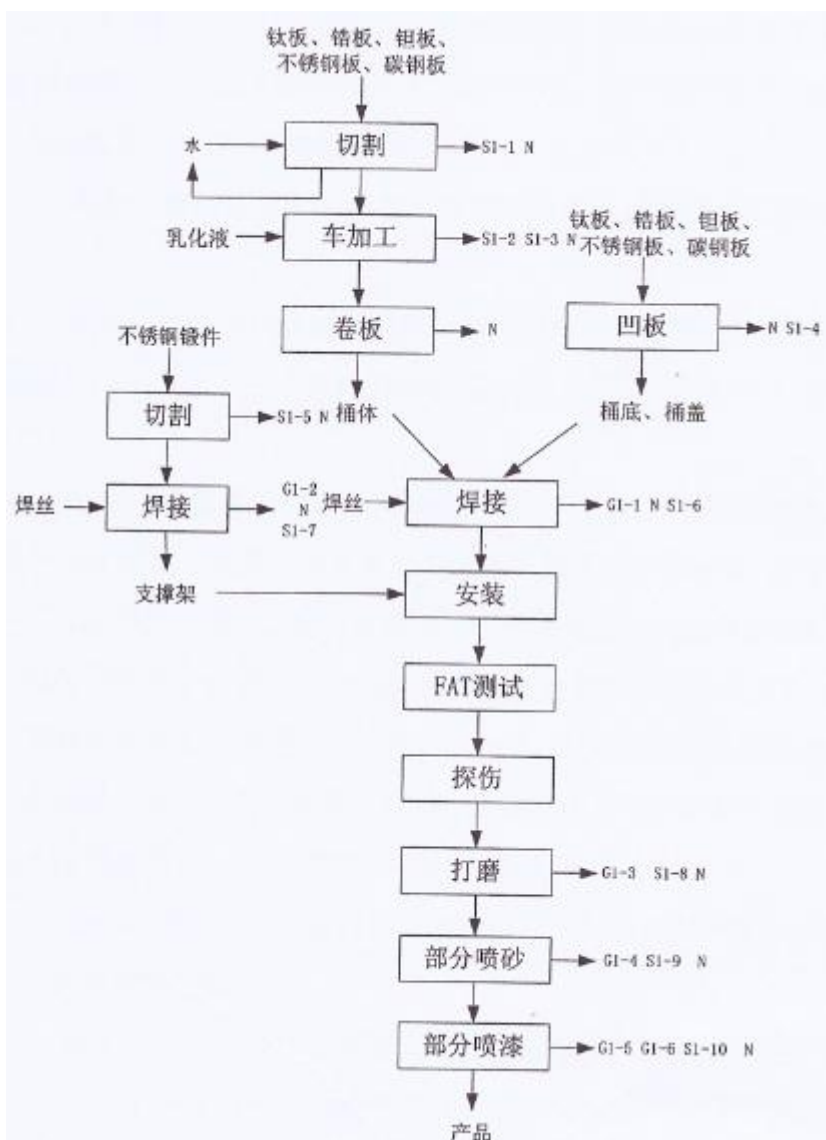 钛板、锆板、钽板、
不锈钢板、碳钢板
水
切割
S1-1 N
乳化液
车加工
S1-2 S1-3 N
钛板、锆板、钽板、
不锈钢板、碳钢板
卷板
N
凹板
N S1-4
不锈钢锻件
切割
S1-5 N
桶体
桶底、桶盖
焊丝
焊接
G1-2
N
S1-7
焊丝
焊接
G1-1 N S1-6
支撑架
安装
FAT测试
探伤
打磨
G1-3 S1-8 N
部分喷砂
G1-4 S1-9 N
部分喷漆
G1-5 G1-6 S1-10 N
产品